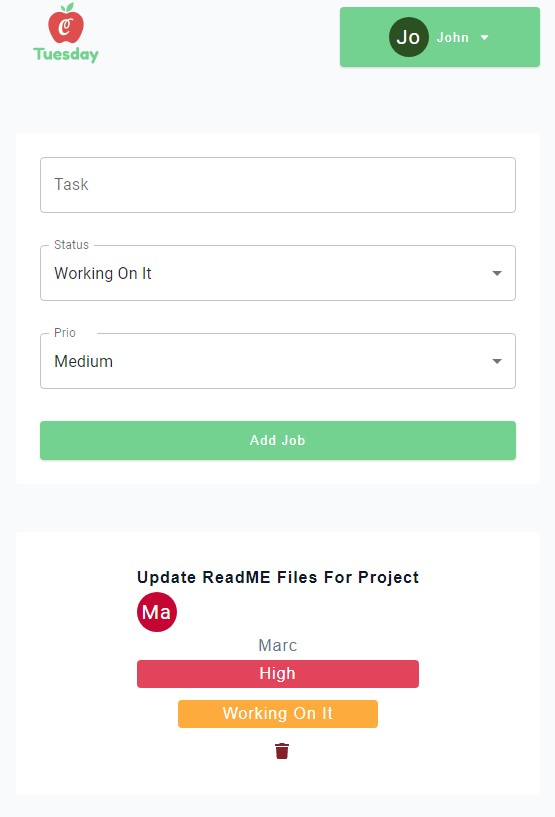 C
Tuesday
Jo John
Task
Status
Working On It
Prio
Medium
Add Job
Update ReadME Files For Project
Ma
Marc
High
Working On It